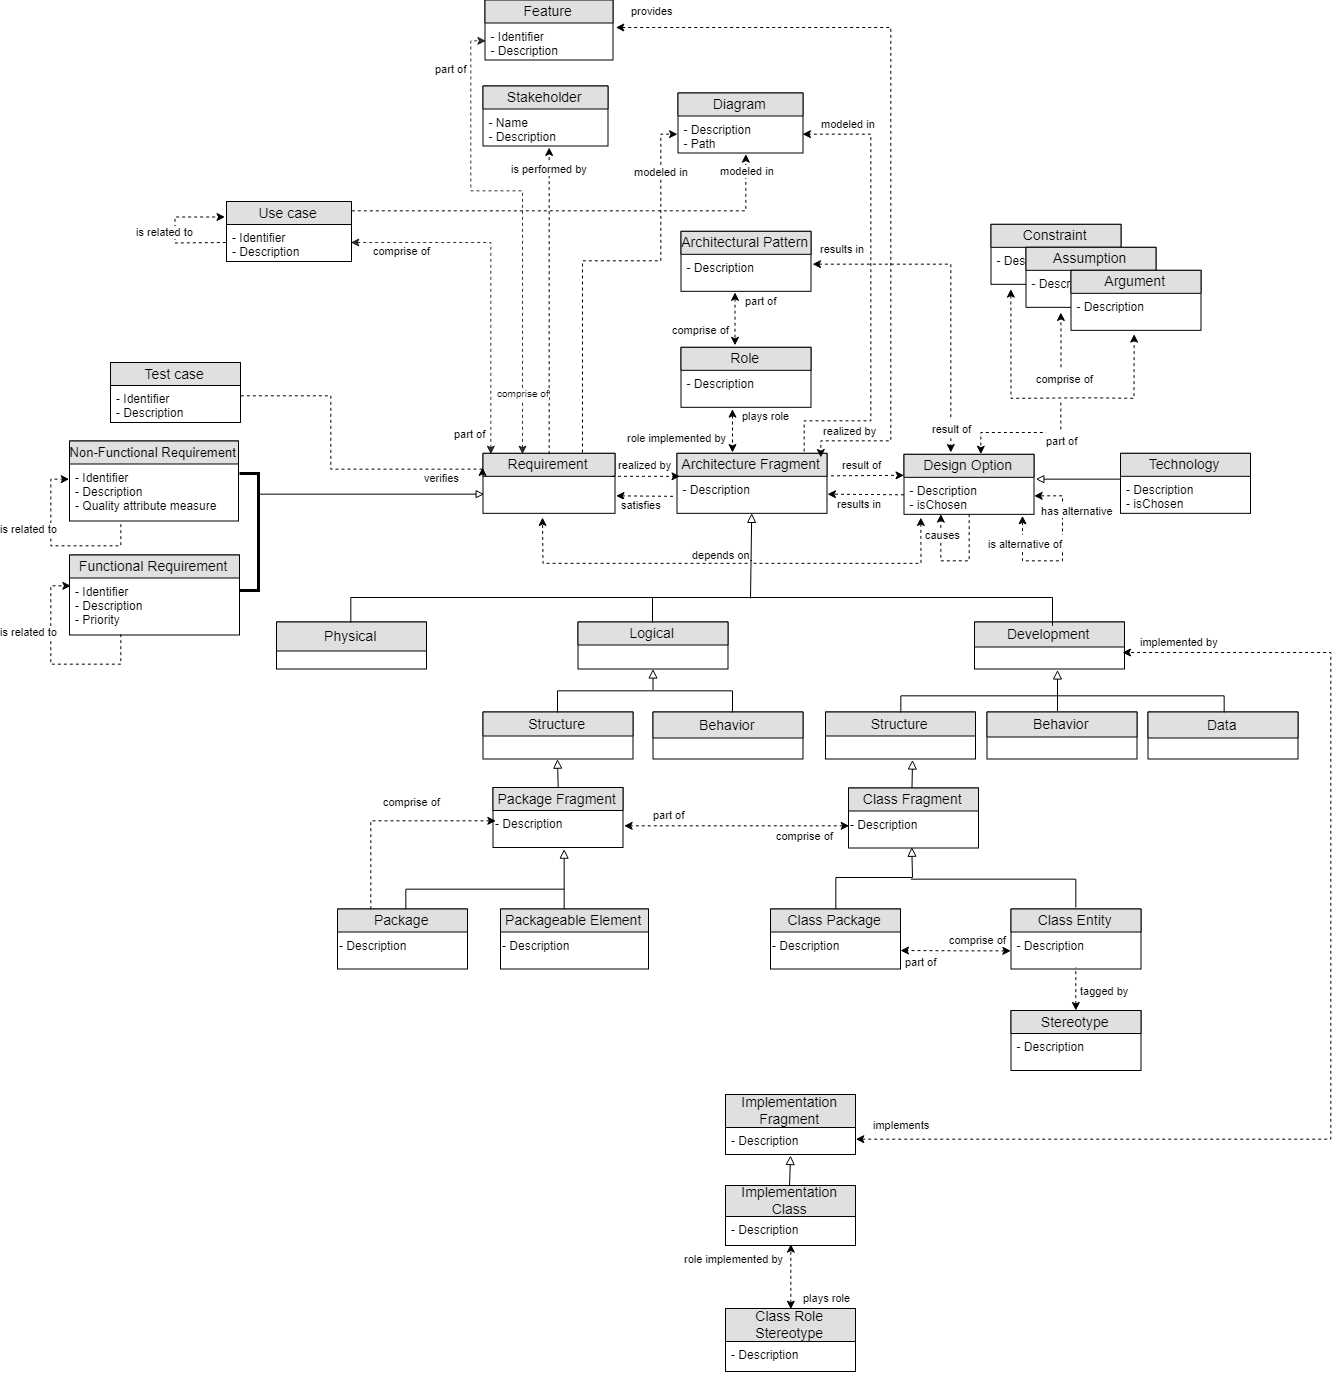 Feature
- Identifier
- Description
provides
part of
Stakeholder
- Name
- Description
is performed by
Diagram
- Description
- Path
modeled in
modeled in
modeled in
Use case
- Identifier
- Description
is related to
comprise of
Architectural Pattern
- Description
results in
part of
comprise of
Role
- Description
plays role
role implemented by
realized by
Constraint
- Des
Assumption
- Descr
Argument
- Description
comprise of
result of
part of
Test case
- Identifier
- Description
comprise of
part of
verifies
Non-Functional Requirement
- Identifier
- Description
- Quality attribute measure
is related to
Functional Requirement
- Identifier
- Description
- Priority
is related to
Requirement
realized by
satisfies
Architecture Fragment
- Description
result of
results in
Design Option
- Description
- isChosen
Technology
- Description
- isChosen
has alternative
is alternative of
causes
depends on
Physical
Logical
Development
implemented by
Structure
Behavior
Structure
Behavior
Data
Package Fragment
- Description
comprise of
part of
comprise of
Class Fragment
- Description
Package
- Description
Packageable Element
- Description
Class Package
- Description
comprise of
part of
Class Entity
- Description
tagged by
Stereotype
- Description
Implementation
Fragment
- Description
implements
Implementation
Class
- Description
role implemented by
plays role
Class Role
Stereotype
- Description